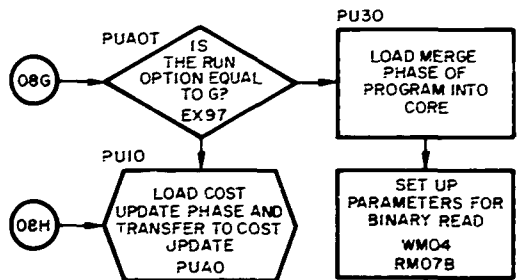 PU30
PUA0T
IS
THE RUN
OPTION EQUAL
TO G?
EX97
08G
LOAD MERGE
PHASE OF
PROGRAM INTO
CORE
PU10
LOAD COST
UPDATE PHASE AND
TRANSFER TO COST
UPDATE
PUA0
08H
SET UP
PARAMETERS FOR
BINARY READ
WM04
RM07B